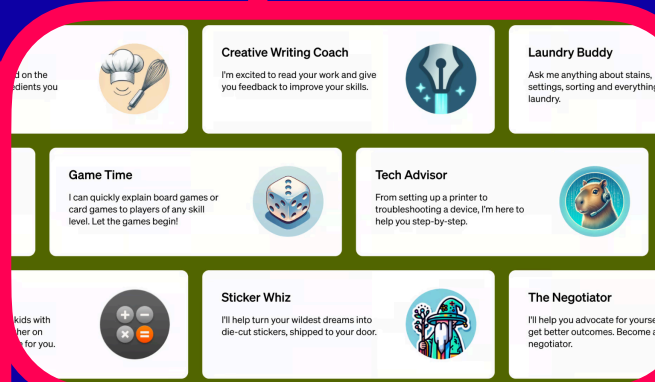 d on the
edients you
Creative Writing Coach
I'm excited to read your work and give
you feedback to improve your skills.
Laundry Buddy
Ask me anything about stains,
settings, sorting and everything
laundry.
Game Time
I can quickly explain board games or
card games to players of any skill
level. Let the games begin!
Tech Advisor
From setting up a printer to
troubleshooting a device, I'm here to
help you step-by-step.
kids with
her on
for you.
Sticker Whiz
I'll help turn your wildest dreams into
die-cut stickers, shipped to your door.
The Negotiator
I'll help you advocate for yourse
get better outcomes. Become a
negotiator.